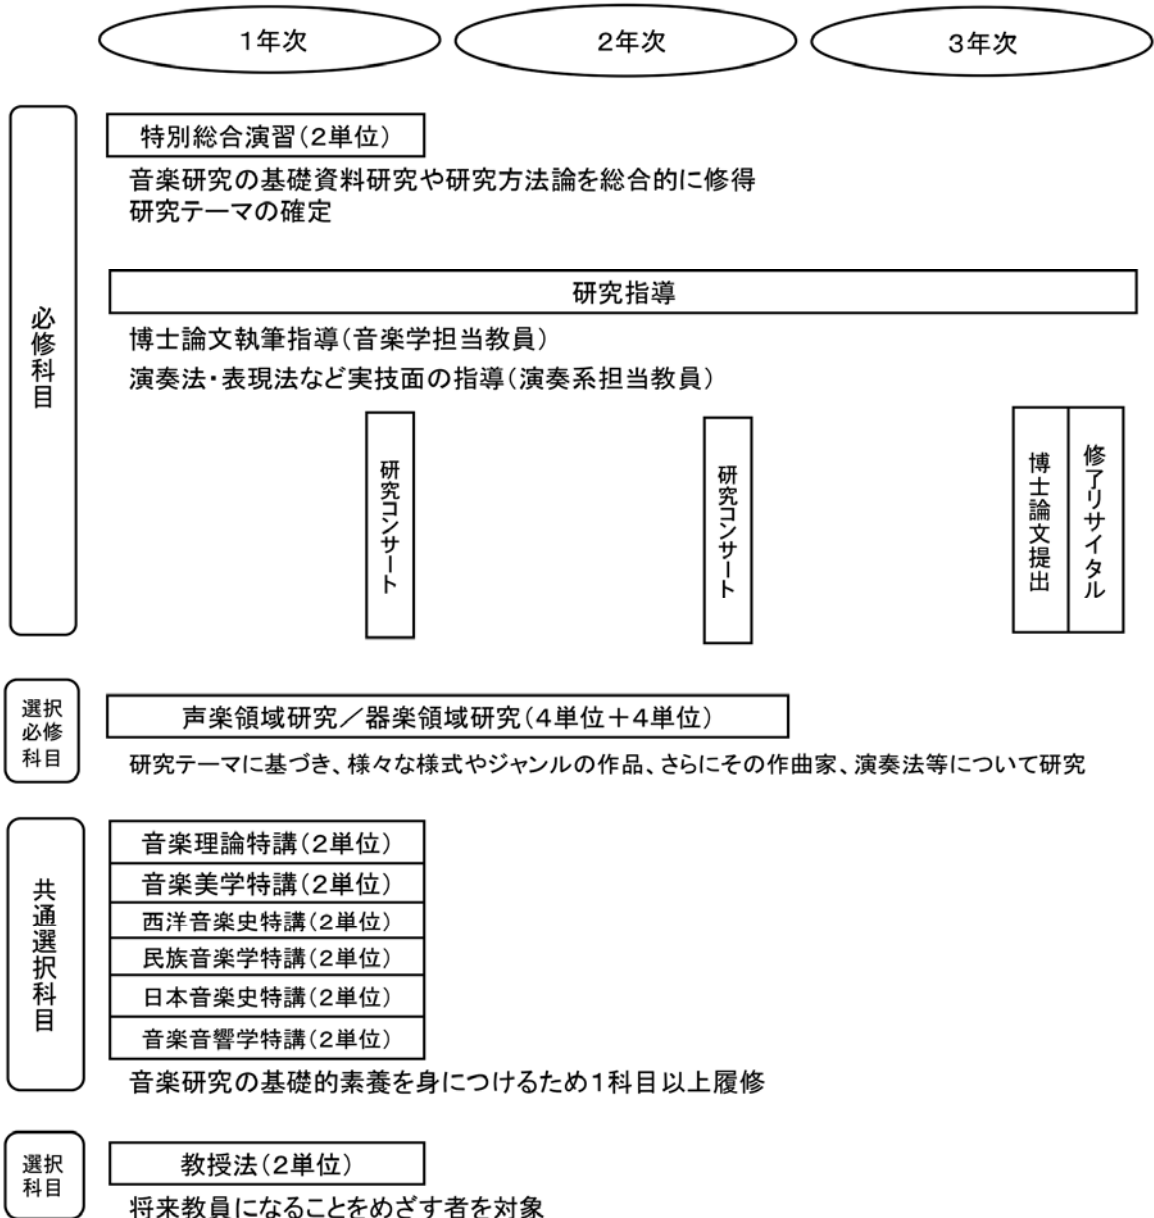 1年次
2年次
3年次
必修科目
特別総合演習(2単位)
音楽研究の基礎資料研究や研究方法論を総合的に修得
研究テーマの確定
研究指導
博士論文執筆指導(音楽学担当教員)
演奏法・表現法など実技面の指導(演奏系担当教員)
研究コンサート
研究コンサート
博士論文提出
修了リサイタル
選択
必修
科目
声楽領域研究／器楽領域研究(4単位＋4単位)
研究テーマに基づき、様々な様式やジャンルの作品、さらにその作曲家、演奏法等について研究
共通選択科目
音楽理論特講(2単位)
音楽美学特講(2単位)
西洋音楽史特講(2単位)
民族音楽学特講(2単位)
日本音楽史特講(2単位)
音楽音響学特講(2単位)
音楽研究の基礎的素養を身につけるため1科目以上履修
選択
科目
教授法(2単位)
将来教員になることをめざす者を対象